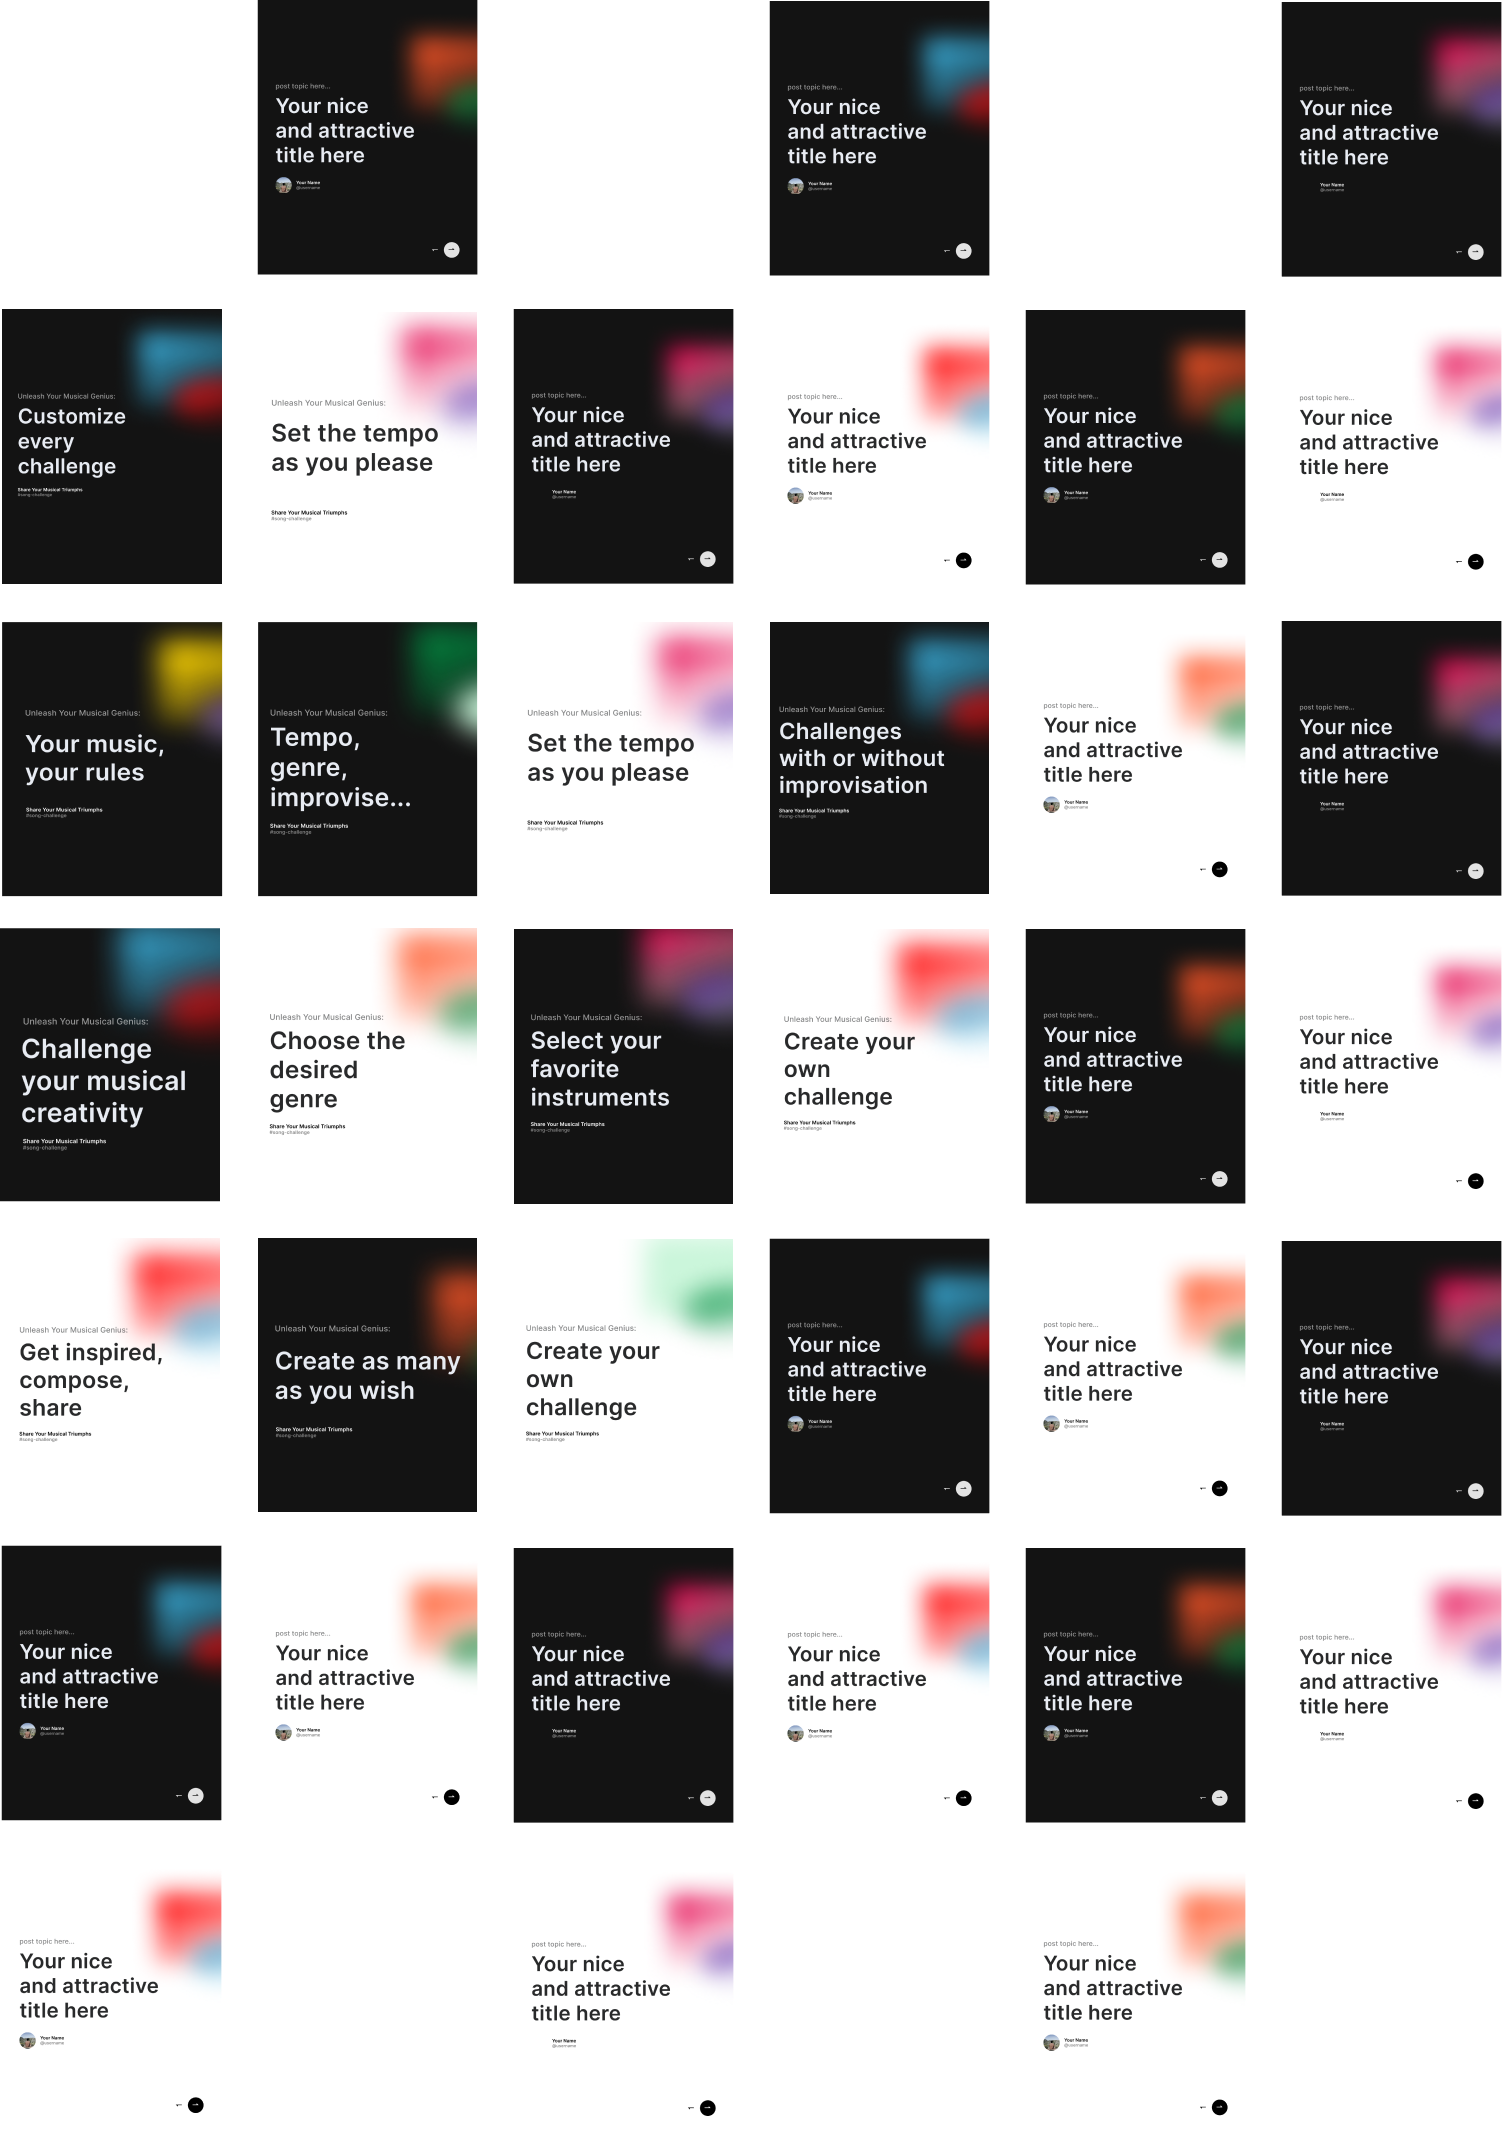 post topic here...
Your nice
and attractive
title here
Your Name
@username
post topic here...
Your nice
and attractive
title here
Your Name
@username
post topic here...
Your nice
and attractive
title here
Your Name
@username
Unleash Your Musical Genius:
Customize
every
challenge
Share Your Musical Triumphs
#song-challenge
Unleash Your Musical Genius:
Set the tempo
as you please
Share Your Musical Triumphs
#song-challenge
post topic here...
Your nice
and attractive
title here
Your Name
@username
post topic here...
Your nice
and attractive
title here
Your Name
@username
post topic here...
Your nice
and attractive
title here
Your Name
@username
post topic here...
Your nice
and attractive
title here
Your Name
@username
Unleash Your Musical Genius:
Your music,
your rules
Share Your Musical Triumphs
#song-challenge
Unleash Your Musical Genius:
Tempo,
genre,
improvise...
Share Your Musical Triumphs
#song-challenge
Unleash Your Musical Genius:
Set the tempo
as you please
Share Your Musical Triumphs
#song-challenge
Unleash Your Musical Genius:
Challenges
with or without
improvisation
Share Your Musical Triumphs
#song-challenge
post topic here...
Your nice
and attractive
title here
Your Name
@username
post topic here...
Your nice
and attractive
title here
Your Name
@username
Unleash Your Musical Genius:
Challenge
your musical
creativity
Share Your Musical Triumphs
#song-challenge
Unleash Your Musical Genius:
Choose the
desired
genre
Share Your Musical Triumphs
#song-challenge
Unleash Your Musical Genius:
Select your
favorite
instruments
Share Your Musical Triumphs
#song-challenge
Unleash Your Musical Genius:
Create your
own
challenge
Share Your Musical Triumphs
#song-challenge
post topic here...
Your nice
and attractive
title here
Your Name
@username
post topic here...
Your nice
and attractive
title here
Your Name
@username
Unleash Your Musical Genius:
Get inspired,
compose,
share
Share Your Musical Triumphs
#song-challenge
Unleash Your Musical Genius:
Create as many
as you wish
Share Your Musical Triumphs
#song-challenge
Unleash Your Musical Genius:
Create your
own
challenge
Share Your Musical Triumphs
#song-challenge
post topic here...
Your nice
and attractive
title here
Your Name
@username
post topic here...
Your nice
and attractive
title here
Your Name
@username
post topic here...
Your nice
and attractive
title here
Your Name
@username
post topic here...
Your nice
and attractive
title here
Your Name
@username
post topic here...
Your nice
and attractive
title here
Your Name
@username
post topic here...
Your nice
and attractive
title here
Your Name
@username
post topic here...
Your nice
and attractive
title here
Your Name
@username
post topic here...
Your nice
and attractive
title here
Your Name
@username
post topic here...
Your nice
and attractive
title here
Your Name
@username
post topic here...
Your nice
and attractive
title here
Your Name
@username
post topic here...
Your nice
and attractive
title here
Your Name
@username
post topic here...
Your nice
and attractive
title here
Your Name
@username